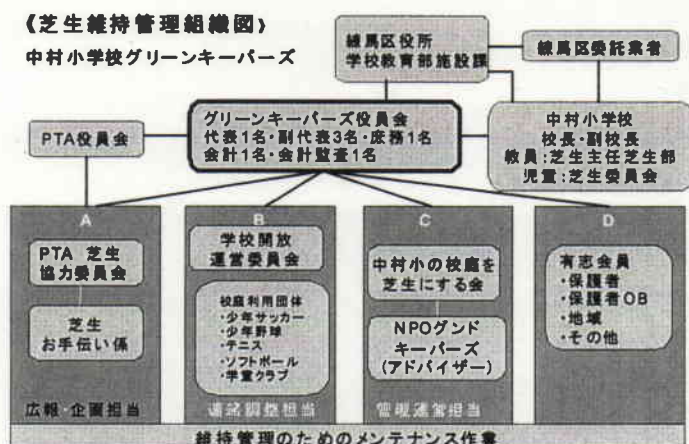 《芝生維持管理組織図》
中村小学校グリーンキーパーズ
練馬区役所
学校教育部施設課
練馬区委託業者
PTA役員会
グリーンキーパーズ役員会
代表1名・副代表3名・庶務1名
会計1名・会計監査1名
中村小学校
校長・副校長
教員:芝生主任芝生部
児童:芝生委員会
A
PTA 芝生
協力委員会
芝生
お手伝い係
広報・企画担当
B
学校開放
運営委員会
校庭利用団体
・少年サッカー
・少年野球
・テニス
・ソフトボール
・学童クラブ
連絡調整担当
C
中村小の校庭を
芝生にする会
NPOグンド
キーパーズ
(アドバイザー)
管理運営担当
D
有志会員
・保護者
・保護者OB
・地域
・その他
維持管理のためのメンテナンス作業